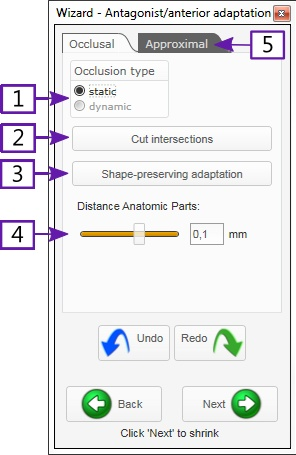 Wizard - Antagonist/anterior adaptation
Occlusal
Approximal
5
Occlusion type
1
static
dynamic
2
Cut intersections
3
Shape-preserving adaptation
Distance Anatomic Parts:
4
0,1 mm
Undo
Redo
Back
Next
Click 'Next' to shrink